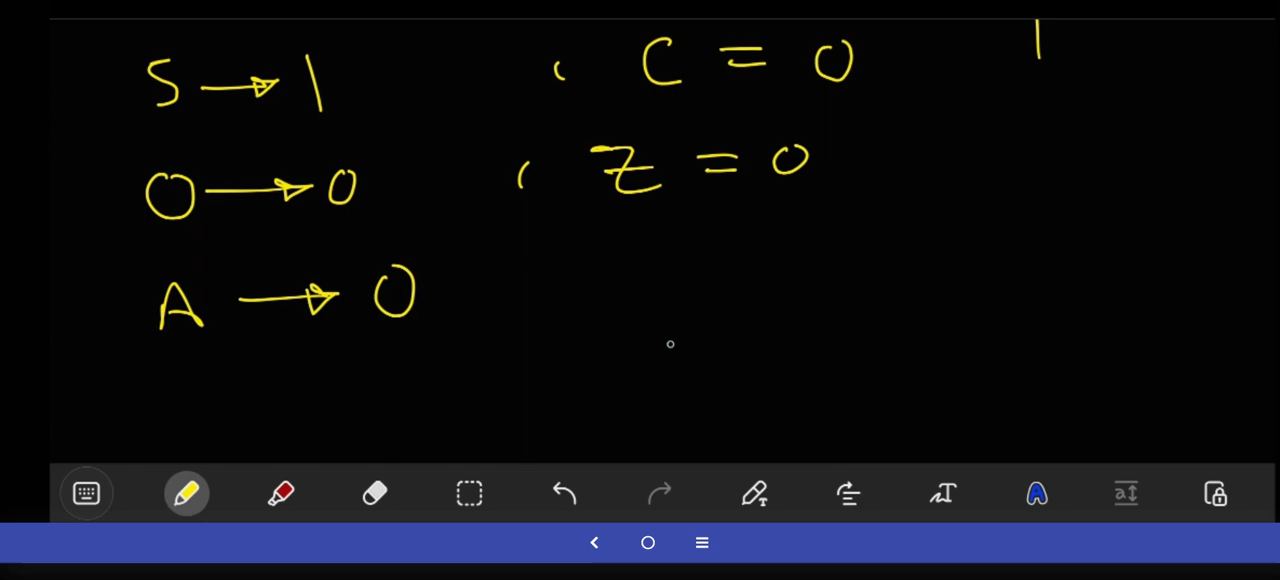 S → 1 , C = 0
O → 0 , Z = 0
A → 0